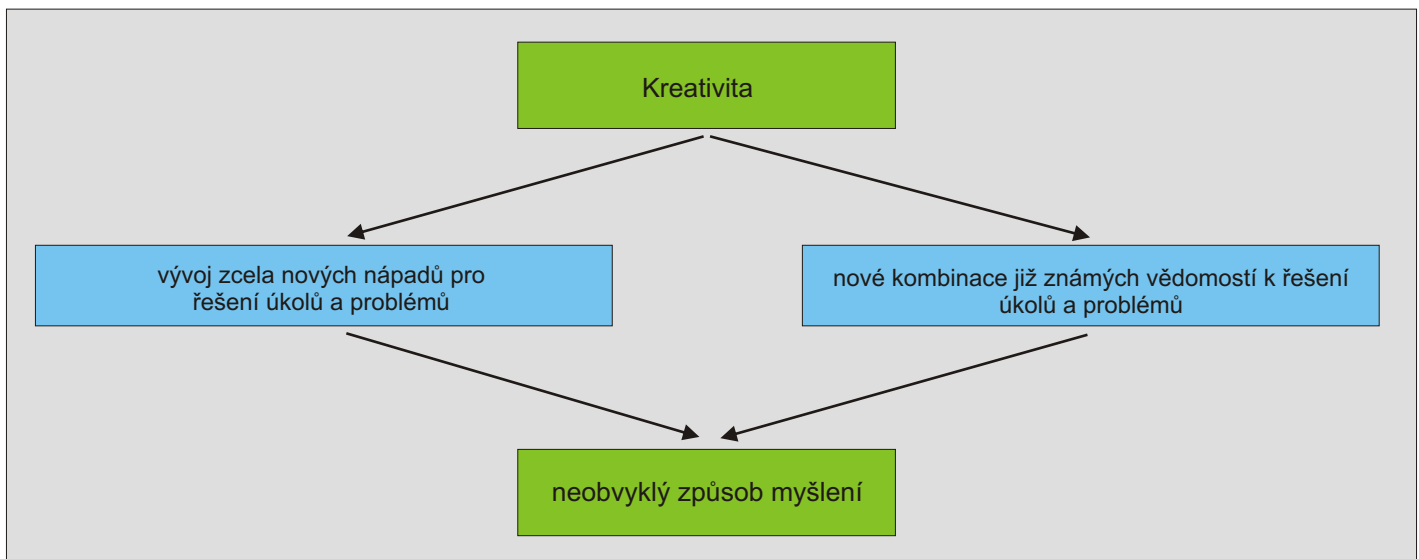 Kreativita
vývoj zcela nových nápadů pro
řešení úkolů a problémů
nové kombinace již známých vědomostí k řešení
úkolů a problémů
neobvyklý způsob myšlení